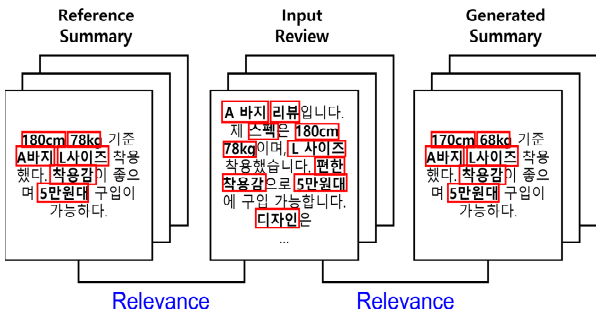 Reference
Summary
180cm 78kg 기준
A바지 L사이즈 착용
했다. 착용감이 좋으
며 5만원대 구입이
가능하다.
Input
Review
A 바지 리뷰입니다.
제 스펙은 180cm
78kg이며, L 사이즈
착용했습니다. 편한
착용감으로 5만원대
에 구입 가능합니다.
디자인은
...
Generated
Summary
170cm 68kg 기준
A바지 L사이즈 착용
했다. 착용감이 좋으
며 5만원대 구입이
가능하다.
Relevance
Relevance